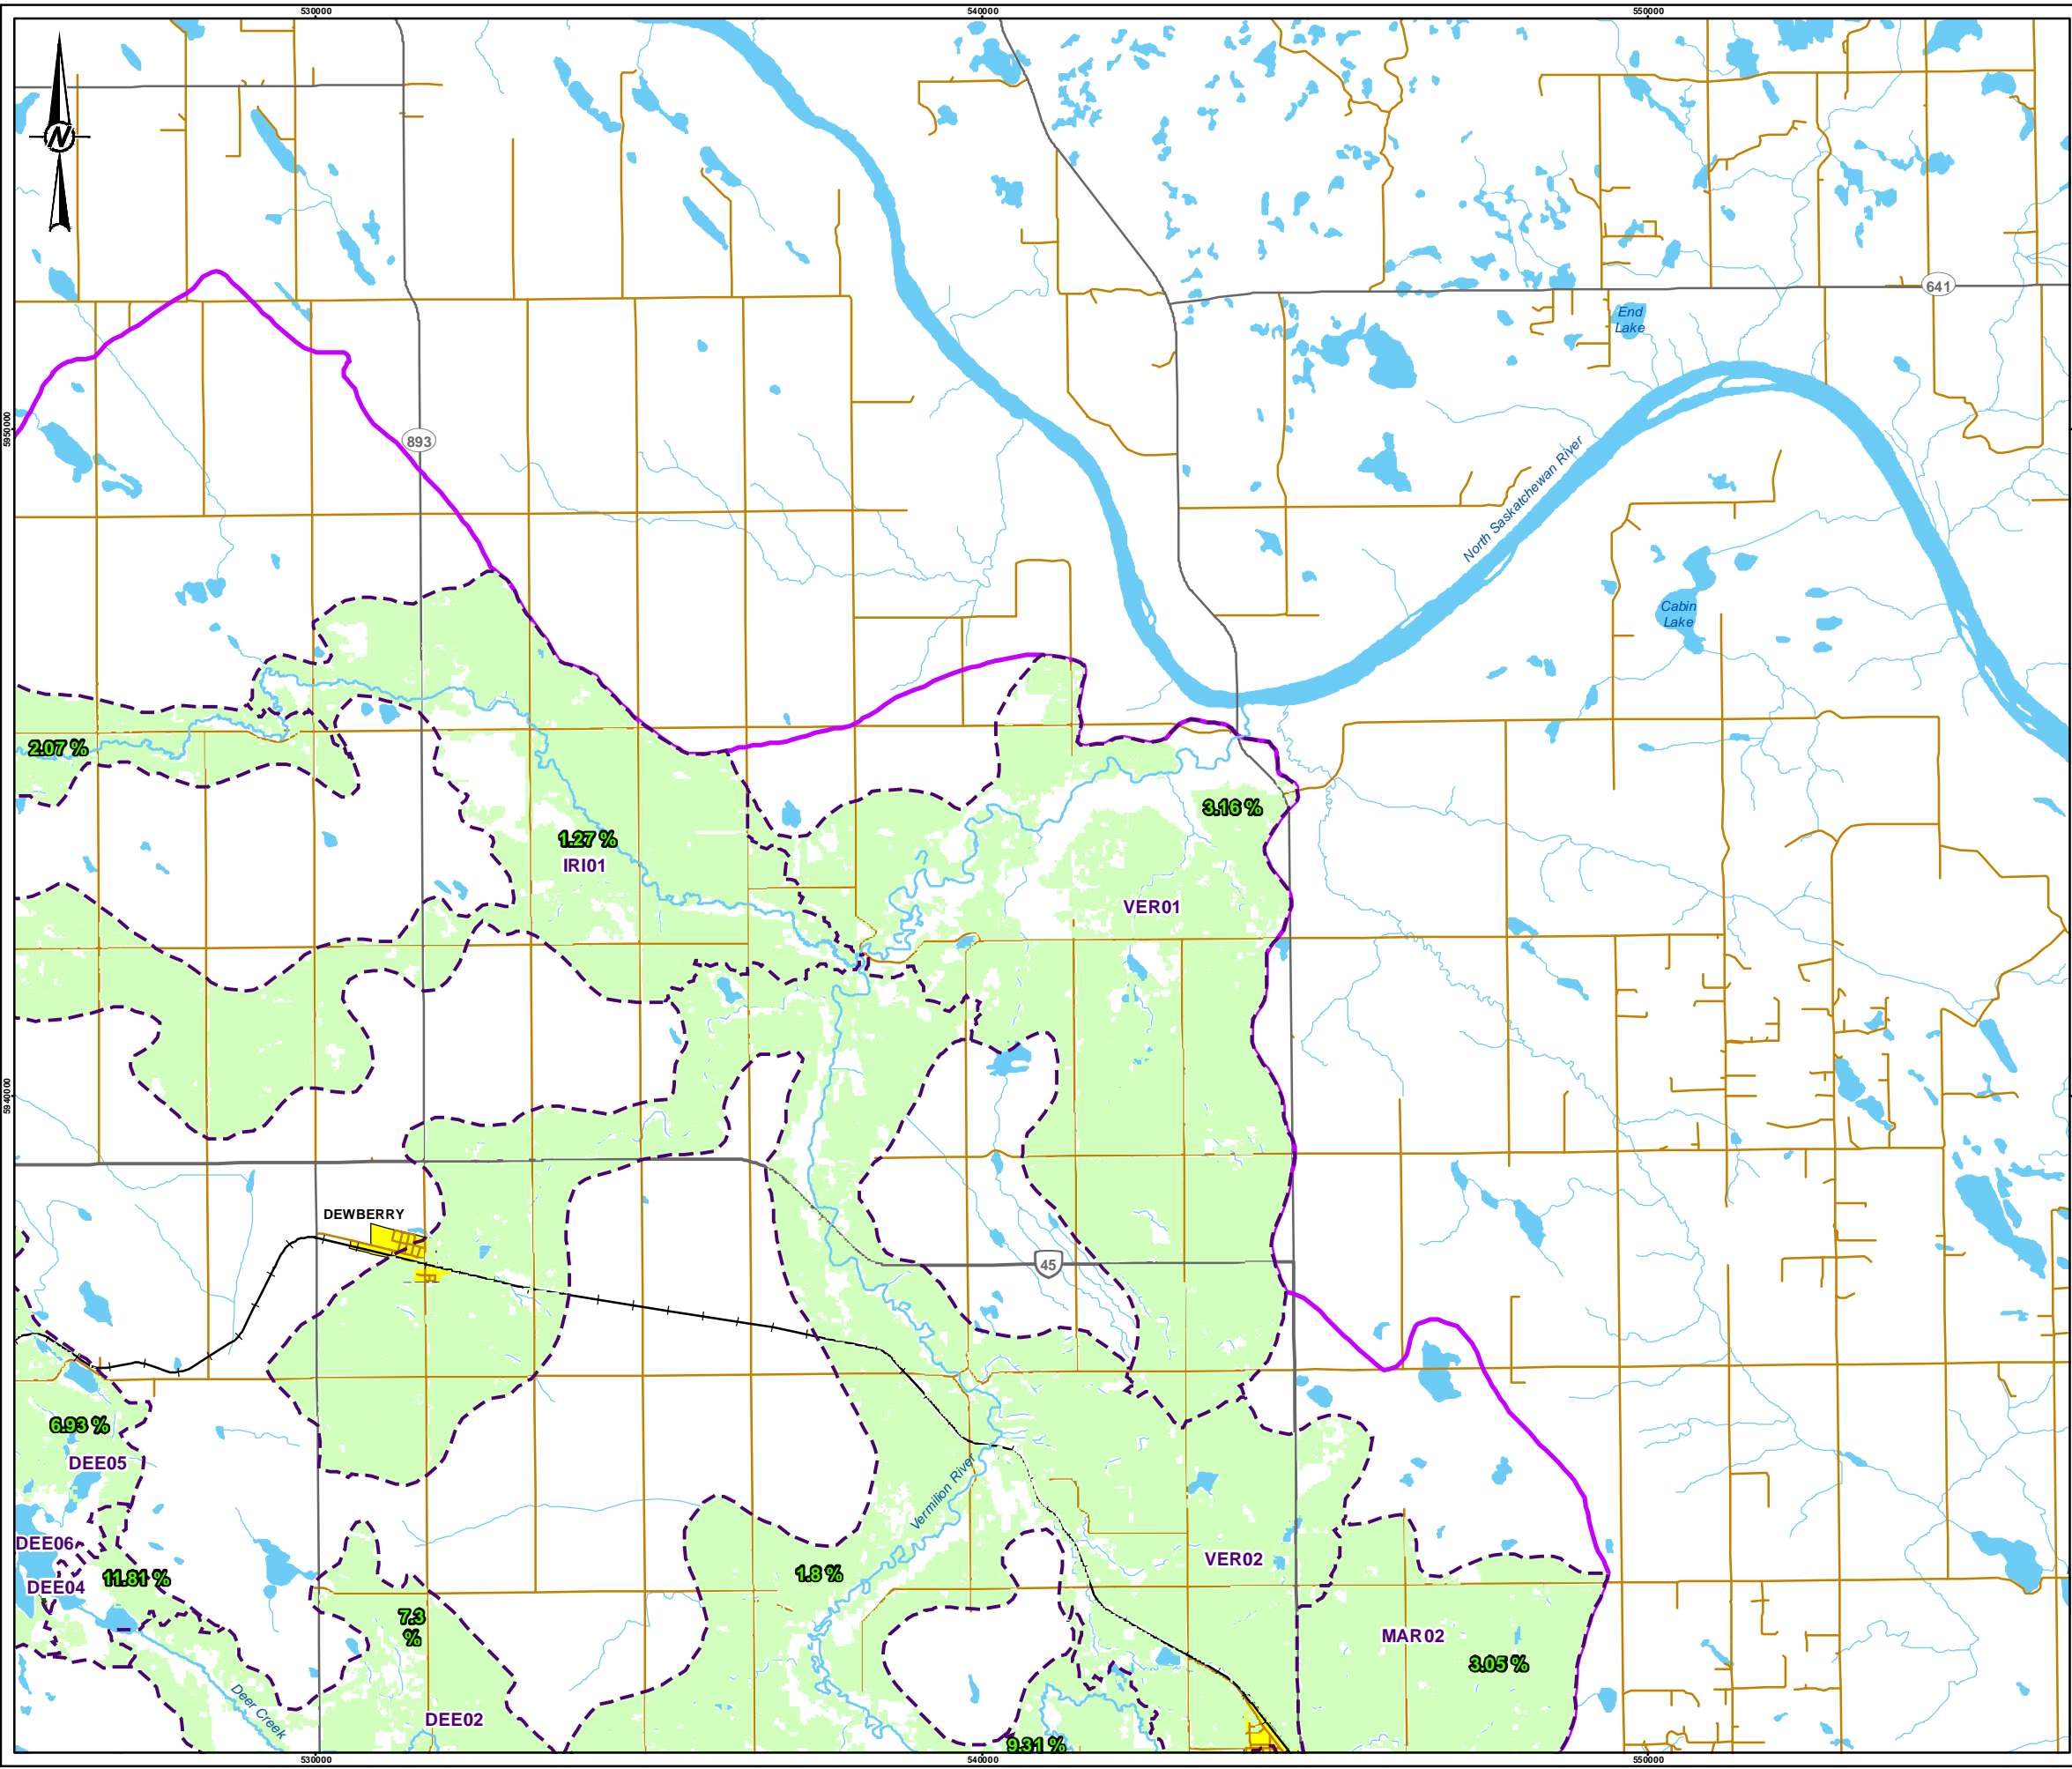 530000
540000
550000
N
641
End
Lake
5950000
893
North Saskatchewan River
Cabin
Lake
2.07 %
3.16 %
1.27 %
IRI01
VER01
5940000
DEWBERRY
45
6.93 %
DEE05
Vermilion River
DEE06
VER02
11.81 %
1.8 %
DEE04
7.3
%
MAR02
3.05 %
Deer Creek
DEE02
9.31 %
530000
540000
550000